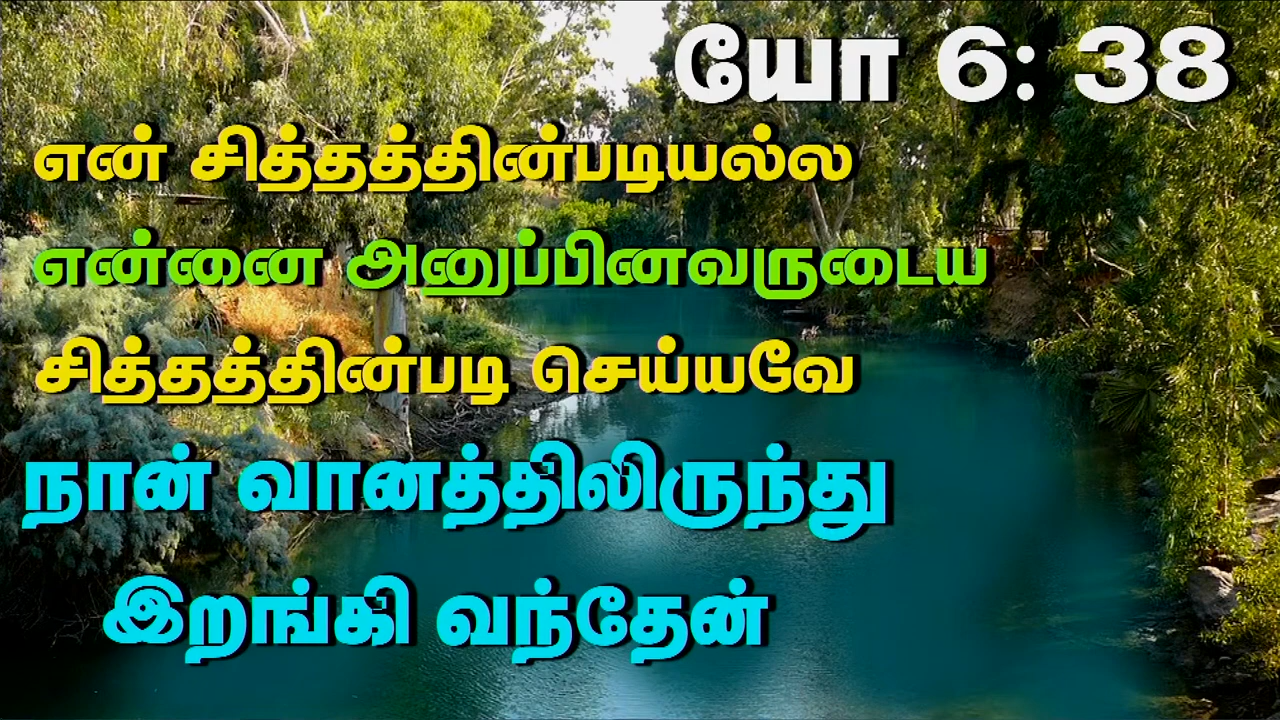 யோ 6: 38
என் சித்தத்தின்படியல்ல
என்னை அனுப்பினவருடைய
சித்தத்தின்படி செய்யவே
நான் வானத்திலிருந்து
இறங்கி வந்தேன்